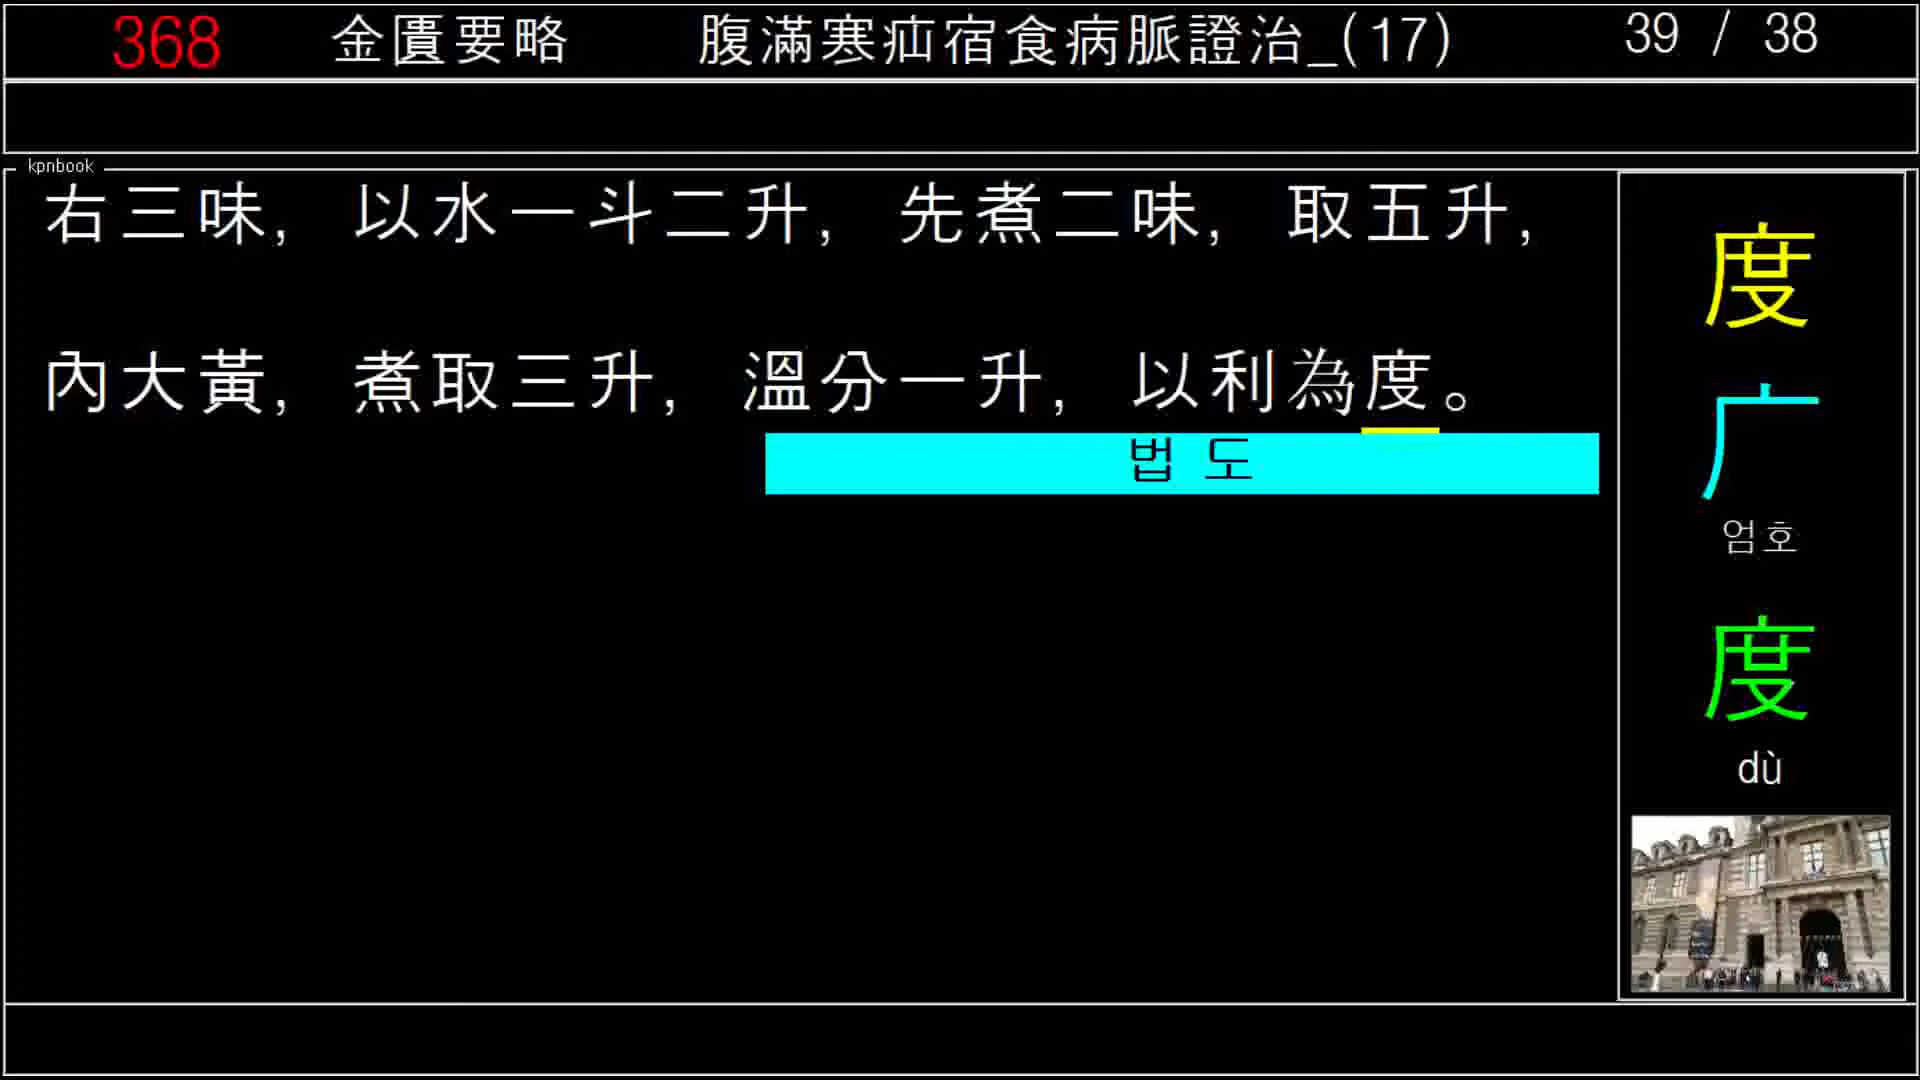 368 金匱要略 腹滿寒疝宿食病脈證治_(17) 39 / 38
kpnbook
右三味, 以水一斗二升, 先煮二味, 取五升,
內大黃, 煮取三升, 溫分一升, 以利為度。
법 도
度
广
엄호
度
dù